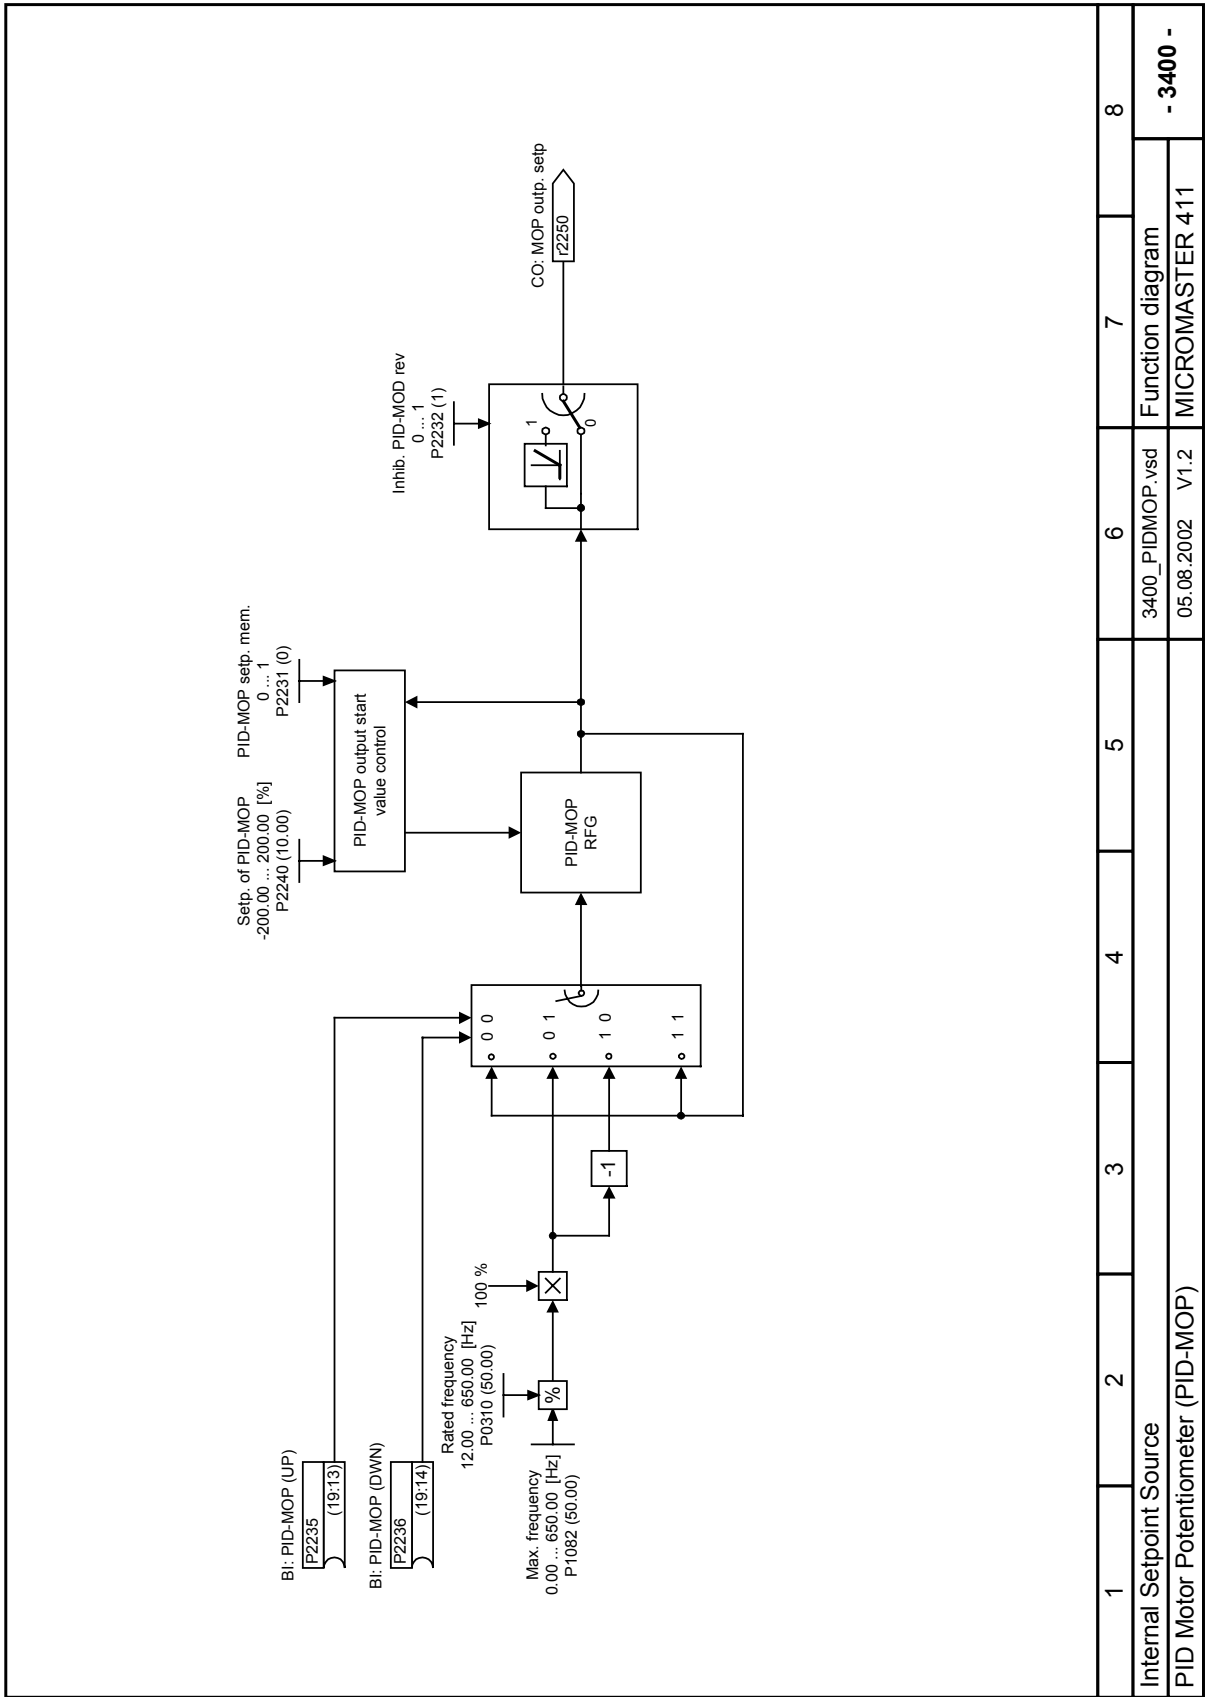 BI: PID-MOP (UP)
P2235
(19:13)
BI: PID-MOP (DWN)
P2236
(19:14)
Rated frequency
12.00 ... 650.00 [Hz]
P0310 (50.00)
Max. frequency
0.00 ... 650.00 [Hz]
P1082 (50.00)
%
100 %
-1
0 0
0 1
1 0
1 1
Setp. of PID-MOP
-200.00 ... 200.00 [%]
P2240 (10.00)
PID-MOP setp. mem.
0 ... 1
P2231 (0)
PID-MOP output start
value control
PID-MOP
RFG
Inhib. PID-MOD rev
0 ... 1
P2232 (1)
1
0
CO: MOP outp. setp
r2250
1 2 3 4 5 6 7 8
Internal Setpoint Source 3400_PIDMOP.vsd Function diagram - 3400 -
PID Motor Potentiometer (PID-MOP) 05.08.2002 V1.2 MICROMASTER 411